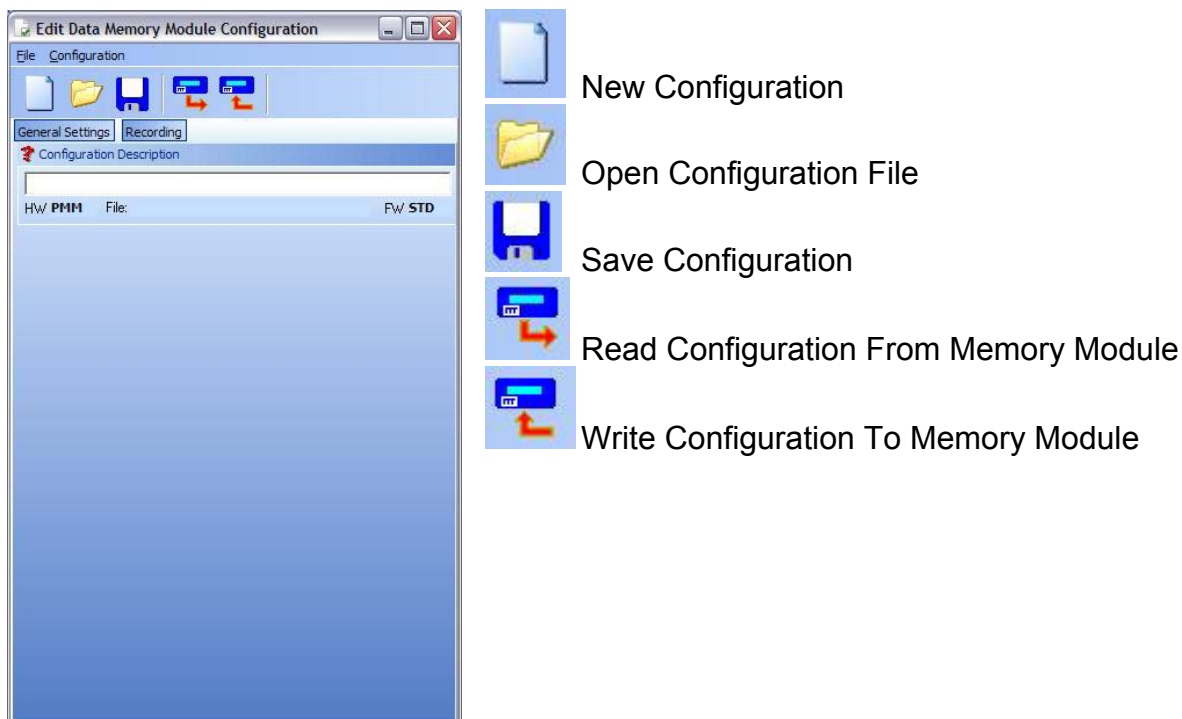 Edit Data Memory Module Configuration
File Configuration
General Settings Recording
Configuration Description
HW PMM File: FW STD
New Configuration
Open Configuration File
Save Configuration
Read Configuration From Memory Module
Write Configuration To Memory Module